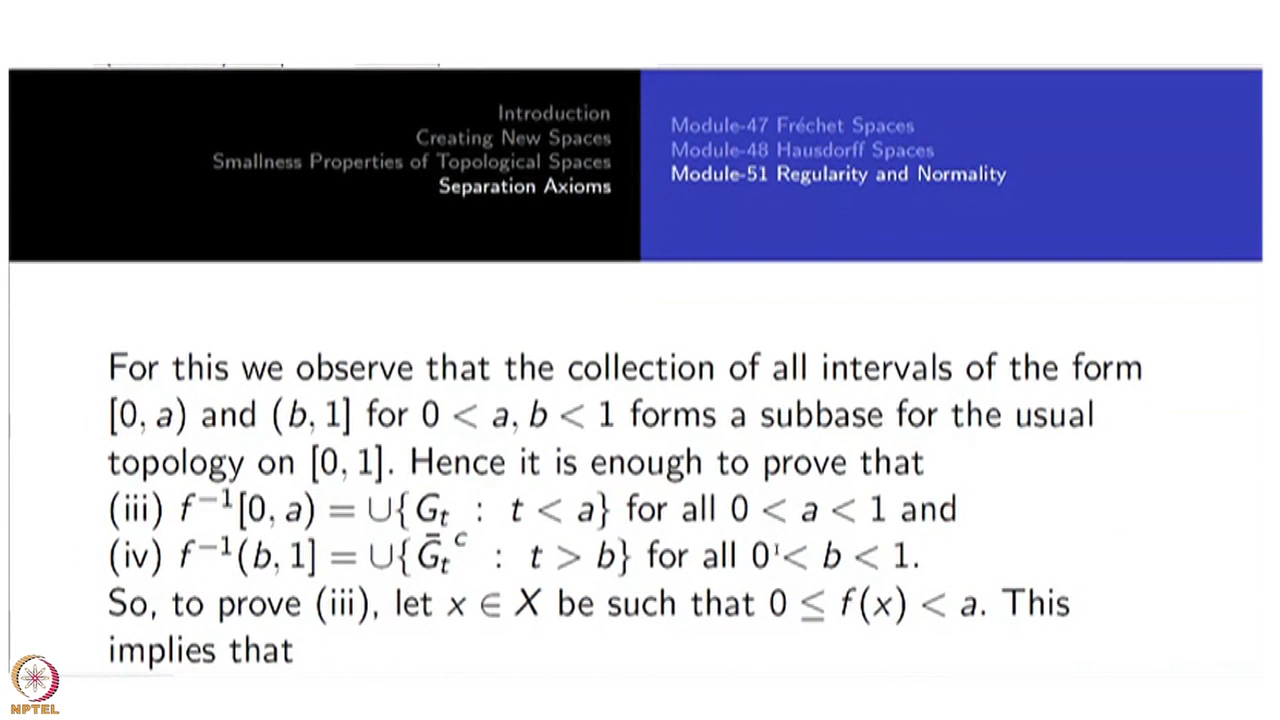 Introduction
Creating New Spaces
Smallness Properties of Topological Spaces
Separation Axioms
Module-47 Fréchet Spaces
Module-48 Hausdorff Spaces
Module-51 Regularity and Normality
For this we observe that the collection of all intervals of the form
[0, a) and (b, 1] for 0 < a, b < 1 forms a subbase for the usual
topology on [0, 1]. Hence it is enough to prove that
(iii) f⁻¹[0, a) = ∪{Gₜ : t < a} for all 0 < a < 1 and
(iv) f⁻¹(b, 1] = ∪{Ḡₜᶜ : t > b} for all 0 < b < 1.
So, to prove (iii), let x ∈ X be such that 0 ≤ f(x) < a. This
implies that
NPTEL